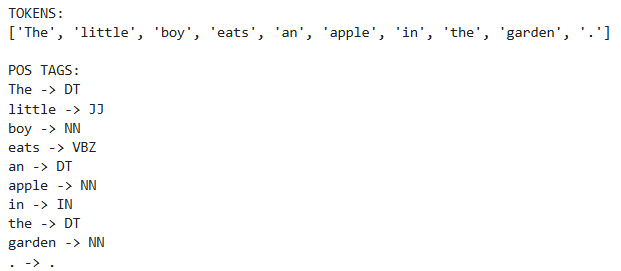 TOKENS:
['The', 'little', 'boy', 'eats', 'an', 'apple', 'in', 'the', 'garden', '.']
POS TAGS:
The -> DT
little -> JJ
boy -> NN
eats -> VBZ
an -> DT
apple -> NN
in -> IN
the -> DT
garden -> NN
. -> .